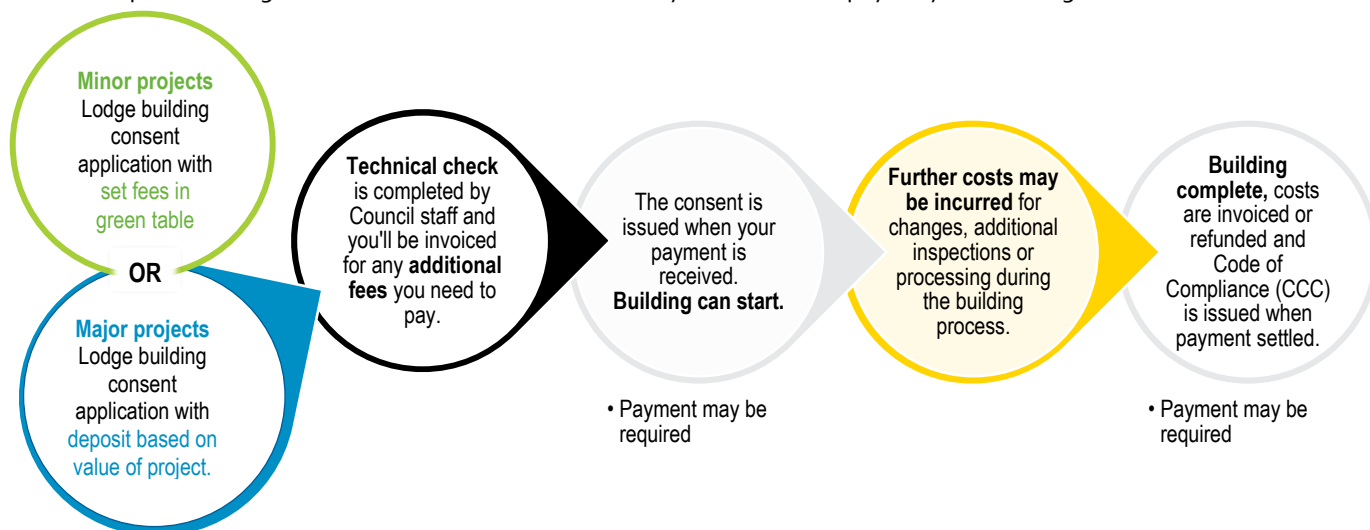 Minor projects
Lodge building
consent
application with
set fees in
green table
OR
Major projects
Lodge building
consent
application with
deposit based on
value of project.
Technical check
is completed by
Council staff and
you'll be invoiced
for any additional
fees you need to
pay.
The consent is
issued when your
payment is
received.
Building can start.
• Payment may be
required
Further costs may
be incurred for
changes, additional
inspections or
processing during
the building
process.
Building
complete, costs
are invoiced or
refunded and
Code of
Compliance (CCC)
is issued when
payment settled.
• Payment may be
required